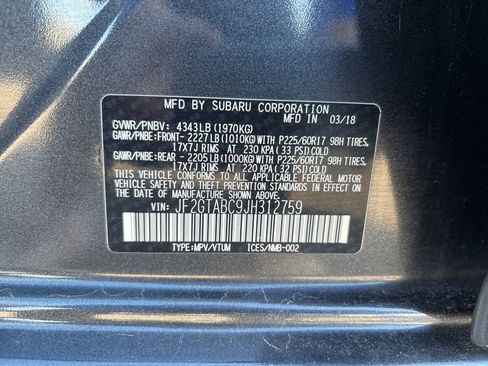 MFD BY SUBARU CORPORATION
MFD IN 03/18
GVWR/PNBV: 4343LB (1970KG)
GAWR/PNBE: FRONT- 2227LB (1010KG) WITH P225/60R17 98H TIRES,
17X7J RIMS AT 230 KPA (33 PSI) COLD
GAWR/PNBE: REAR - 2205LB (1000KG) WITH P225/60R17 98H TIRES,
17X7J RIMS AT 220 KPA (32 PSI) COLD
THIS VEHICLE CONFORMS TO ALL APPLICABLE FEDERAL MOTOR
VEHICLE SAFETY STANDARDS IN EFFECT ON
THE DATE OF MANUFACTURE SHOWN ABOVE.
VIN: JF2GTABC9JH312759
TYPE:MPV/VTUM ICES/NMB-002